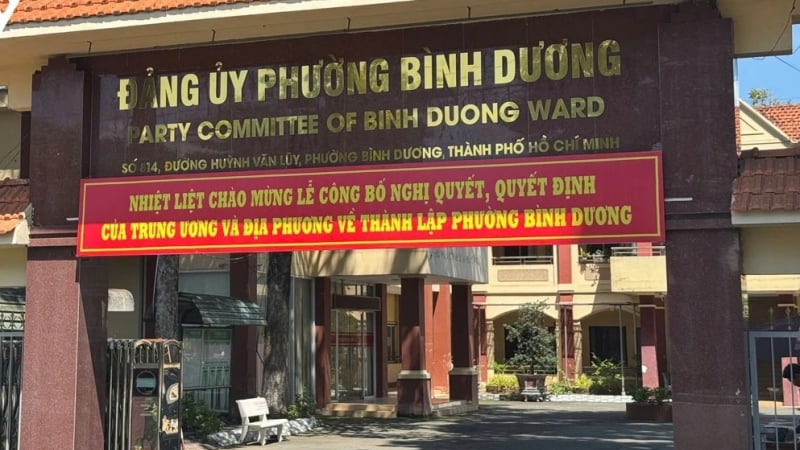 ĐẢNG ỦY PHƯỜNG BÌNH DƯƠNG
PARTY COMMITTEE OF BINH DUONG WARD
SỐ 814, ĐƯỜNG HUỲNH VĂN LŨY, PHƯỜNG BÌNH DƯƠNG, THÀNH PHỐ HỒ CHÍ MINH
NHIỆT LIỆT CHÀO MỪNG LỄ CÔNG BỐ NGHỊ QUYẾT, QUYẾT ĐỊNH
CỦA TRUNG ƯƠNG VÀ ĐỊA PHƯƠNG VỀ THÀNH LẬP PHƯỜNG BÌNH DƯƠNG